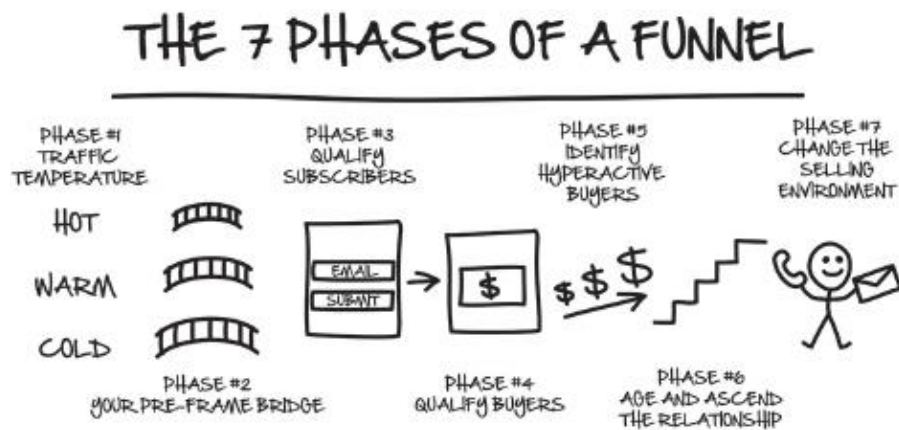 THE 7 PHASES OF A FUNNEL
PHASE #1
TRAFFIC
TEMPERATURE
HOT
WARM
COLD
PHASE #2
YOUR PRE-FRAME BRIDGE
PHASE #3
QUALIFY
SUBSCRIBERS
EMAIL
SUBMIT
PHASE #4
QUALIFY BUYERS
$
PHASE #5
IDENTIFY
HYPERACTIVE
BUYERS
$ $ $
PHASE #6
AGE AND ASCEND
THE RELATIONSHIP
PHASE #7
CHANGE THE
SELLING
ENVIRONMENT